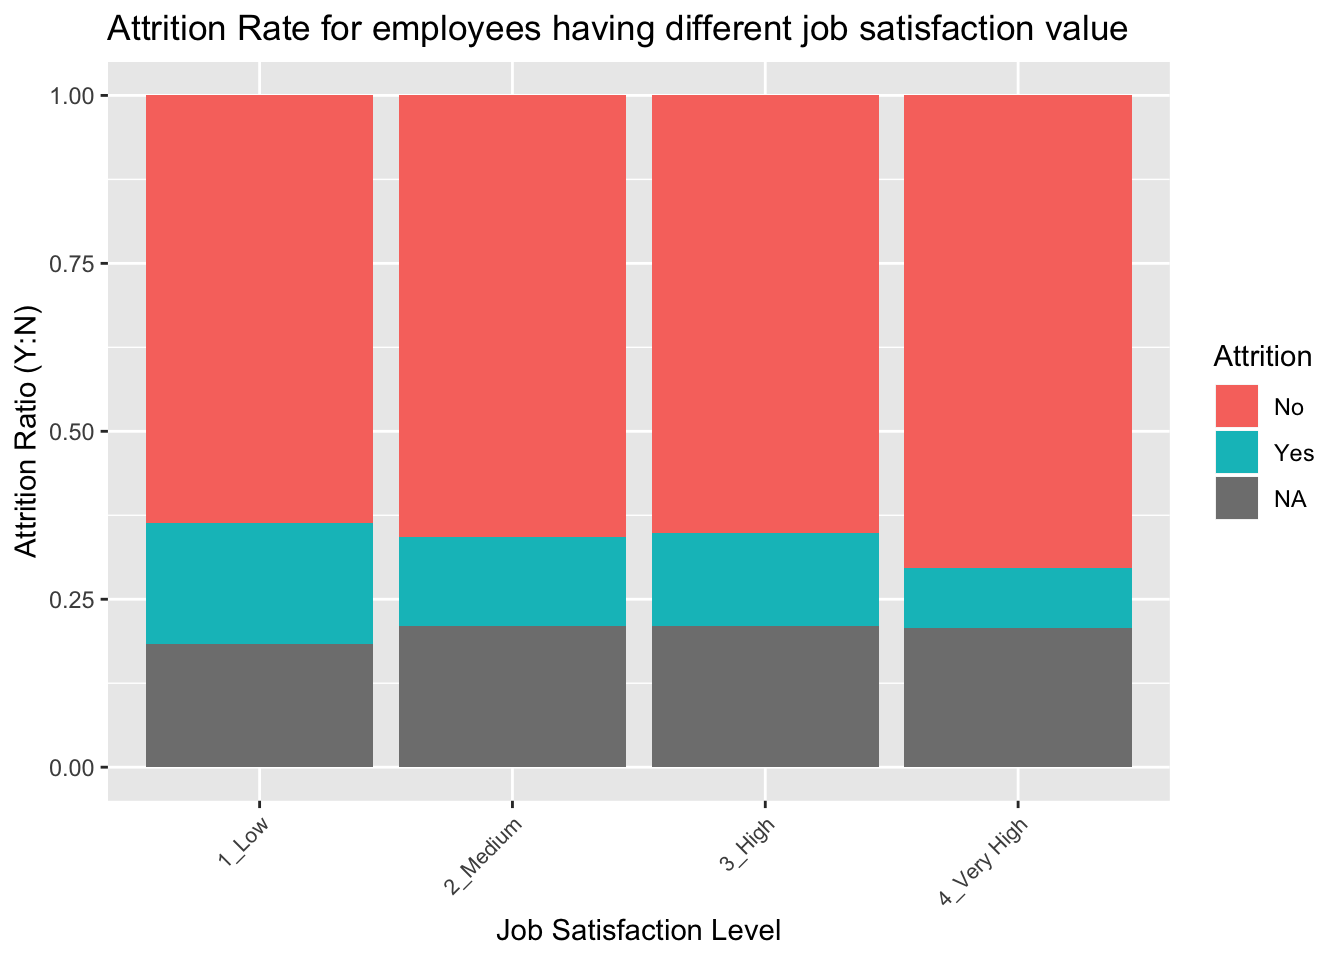 Attrition Rate for employees having different job satisfaction value
Attrition Ratio (Y:N)
1.00
0.75
0.50
0.25
0.00
1_Low
2_Medium
3_High
4_Very High
Job Satisfaction Level
Attrition
No
Yes
NA